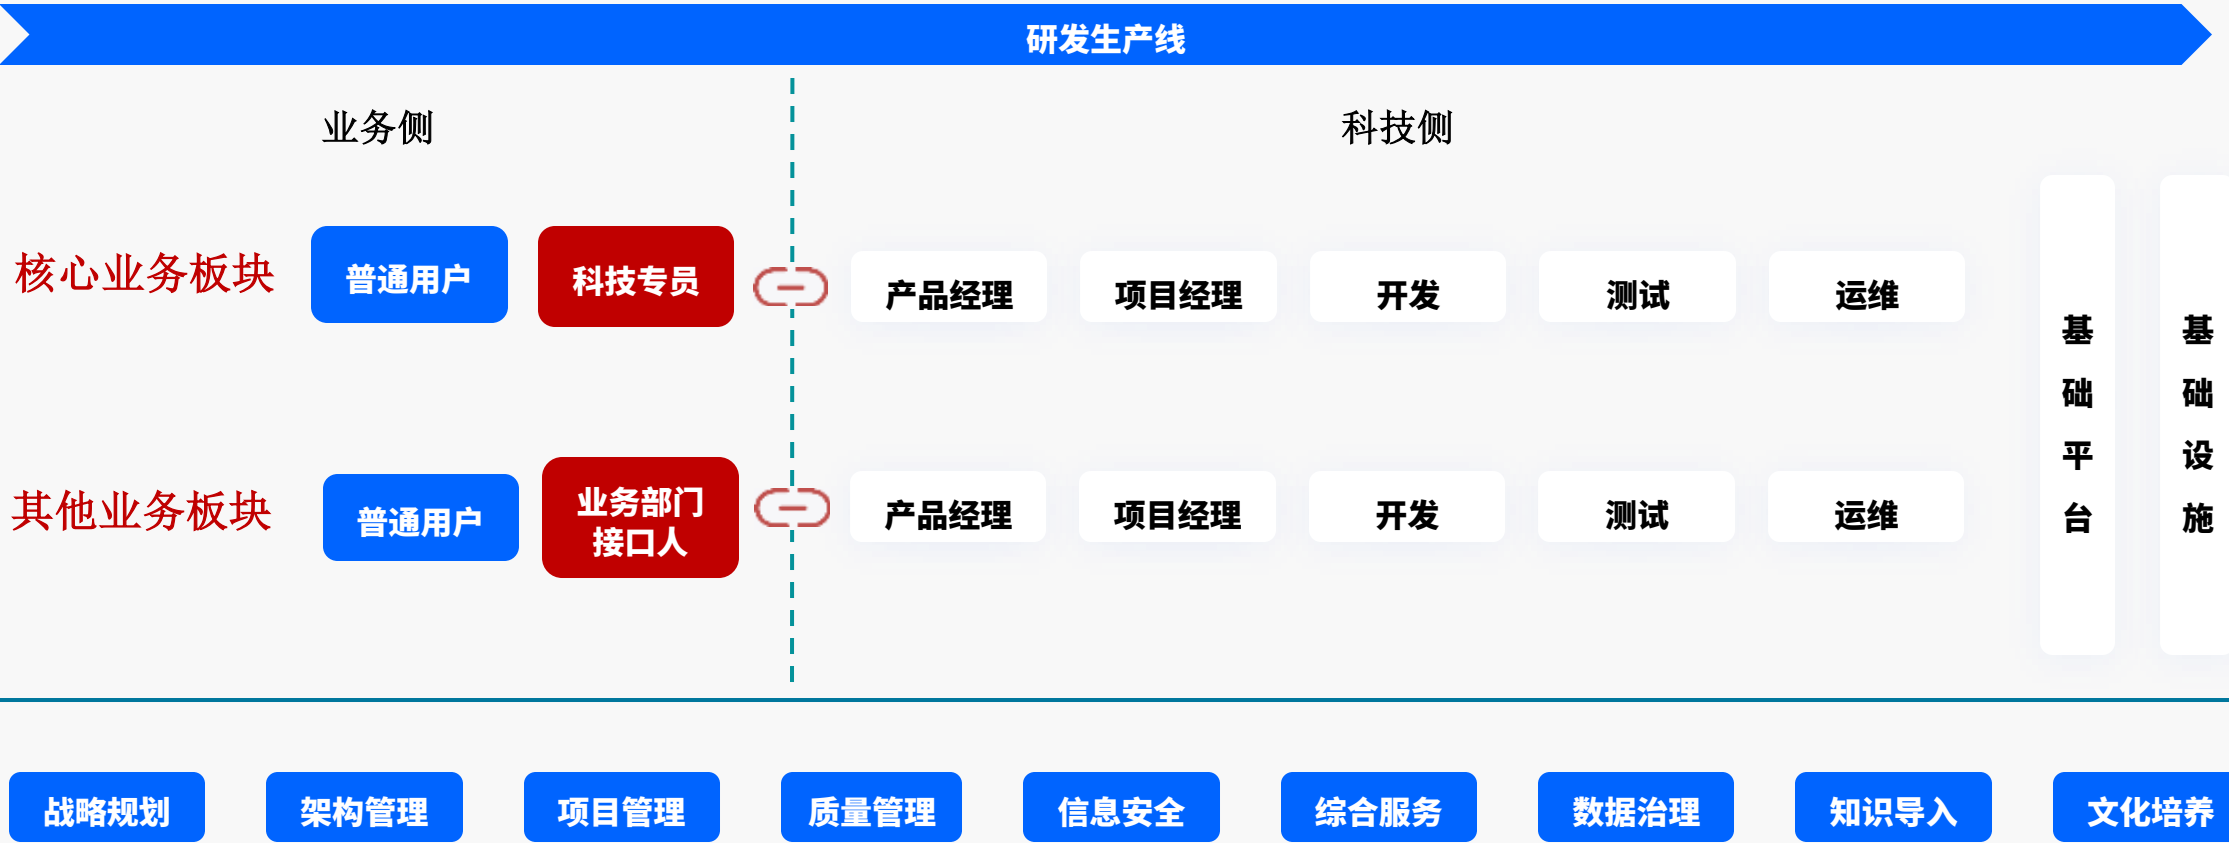 研发生产线
业务侧
科技侧
核心业务板块
普通用户
科技专员
产品经理
项目经理
开发
测试
运维
其他业务板块
普通用户
业务部门
接口人
产品经理
项目经理
开发
测试
运维
基
础
平
台
基
础
设
施
战略规划
架构管理
项目管理
质量管理
信息安全
综合服务
数据治理
知识导入
文化培养